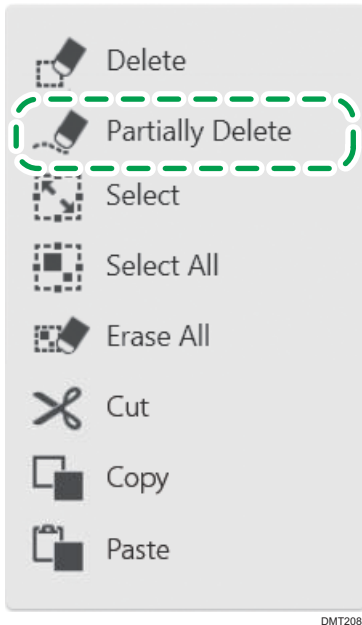 Delete
Partially Delete
Select
Select All
Erase All
Cut
Copy
Paste
DMT208